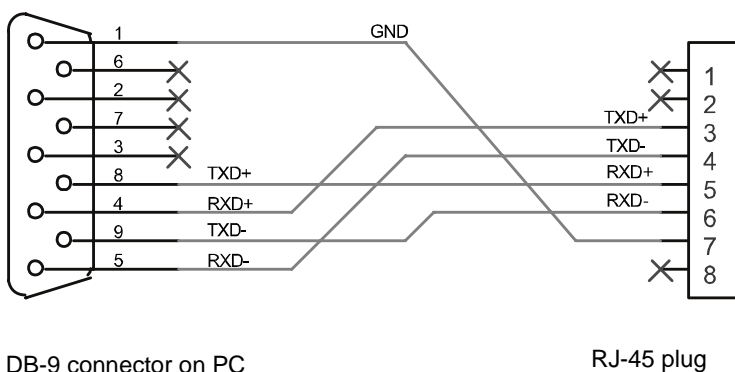 1 GND
6
2
7
3
8 TXD+
4 RXD+
9 TXD-
5 RXD-
1
2
TXD+ 3
TXD- 4
RXD+ 5
RXD- 6
7
8
DB-9 connector on PC
RJ-45 plug